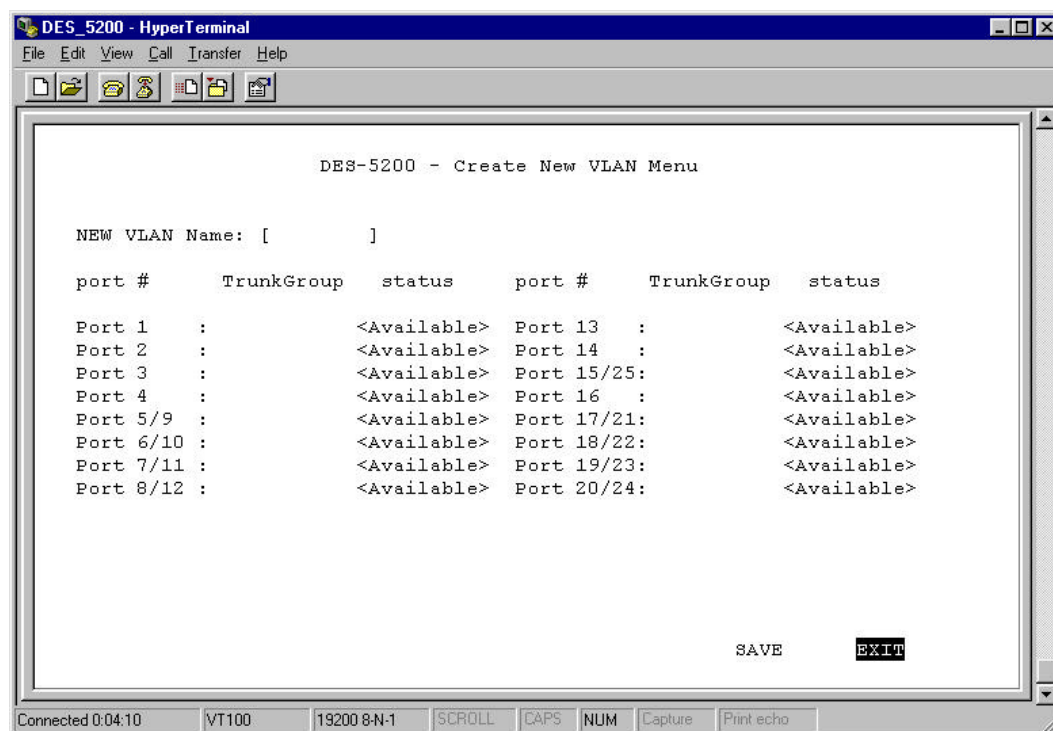 DES_5200 - HyperTerminal
File Edit View Call Transfer Help
DES-5200 - Create New VLAN Menu
NEW VLAN Name: [        ]
port # TrunkGroup status port # TrunkGroup status
Port 1 : <Available> Port 13 : <Available>
Port 2 : <Available> Port 14 : <Available>
Port 3 : <Available> Port 15/25: <Available>
Port 4 : <Available> Port 16 : <Available>
Port 5/9 : <Available> Port 17/21: <Available>
Port 6/10 : <Available> Port 18/22: <Available>
Port 7/11 : <Available> Port 19/23: <Available>
Port 8/12 : <Available> Port 20/24: <Available>
SAVE EXIT
Connected 0:04:10 VT100 19200 8-N-1 SCROLL CAPS NUM Capture Print echo